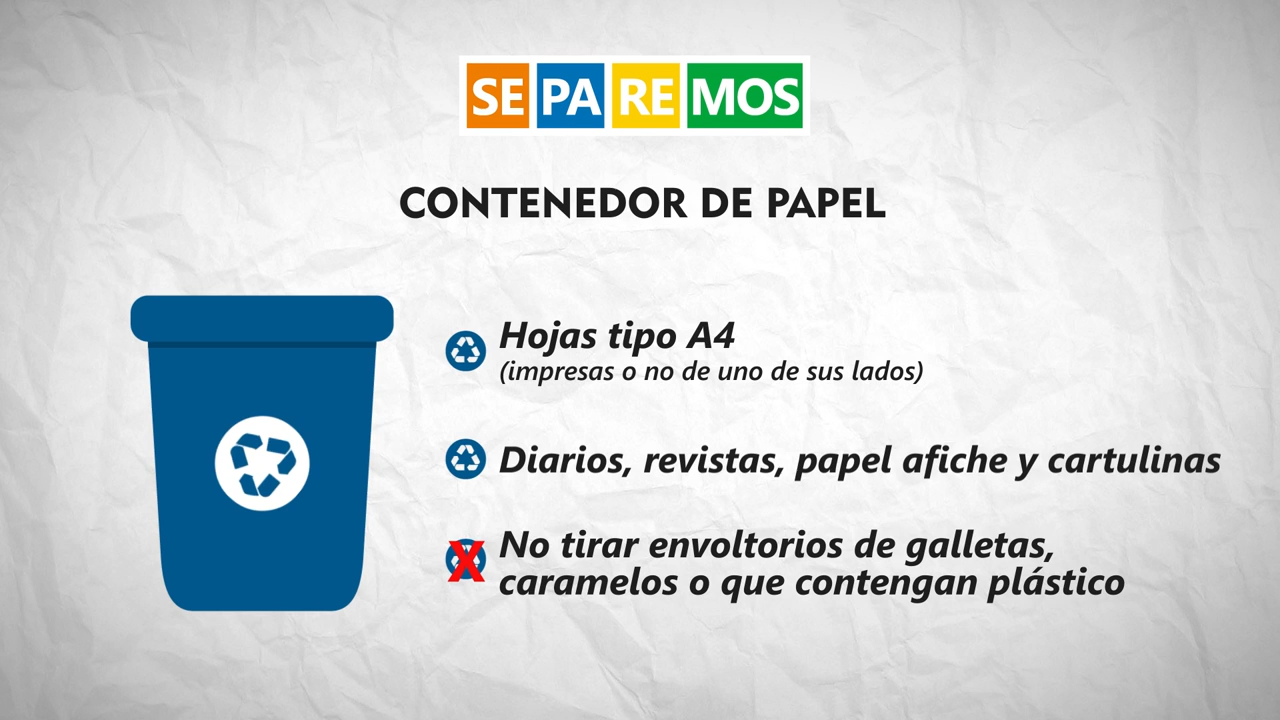 SEPAREMOS
CONTENEDOR DE PAPEL
Hojas tipo A4
(impresas o no de uno de sus lados)
Diarios, revistas, papel afiche y cartulinas
X
No tirar envoltorios de galletas,
caramelos o que contengan plástico